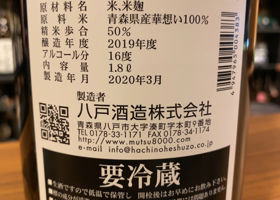 原材料名 米、米麹
原料米 青森県産華想い100%
精米歩合 50%
醸造年度 2019年度
アルコール分 16度
内容量 1.8ℓ
製造年月 2020年3月
製造者
八戸酒造株式会社
青森県八戸市大字湊町字本町9番地
TEL 0178-33-1171 FAX 0178-34-1174
http://www.mutsu8000.com
e-mail info@hachinoheshuzo.co.jp
要冷蔵